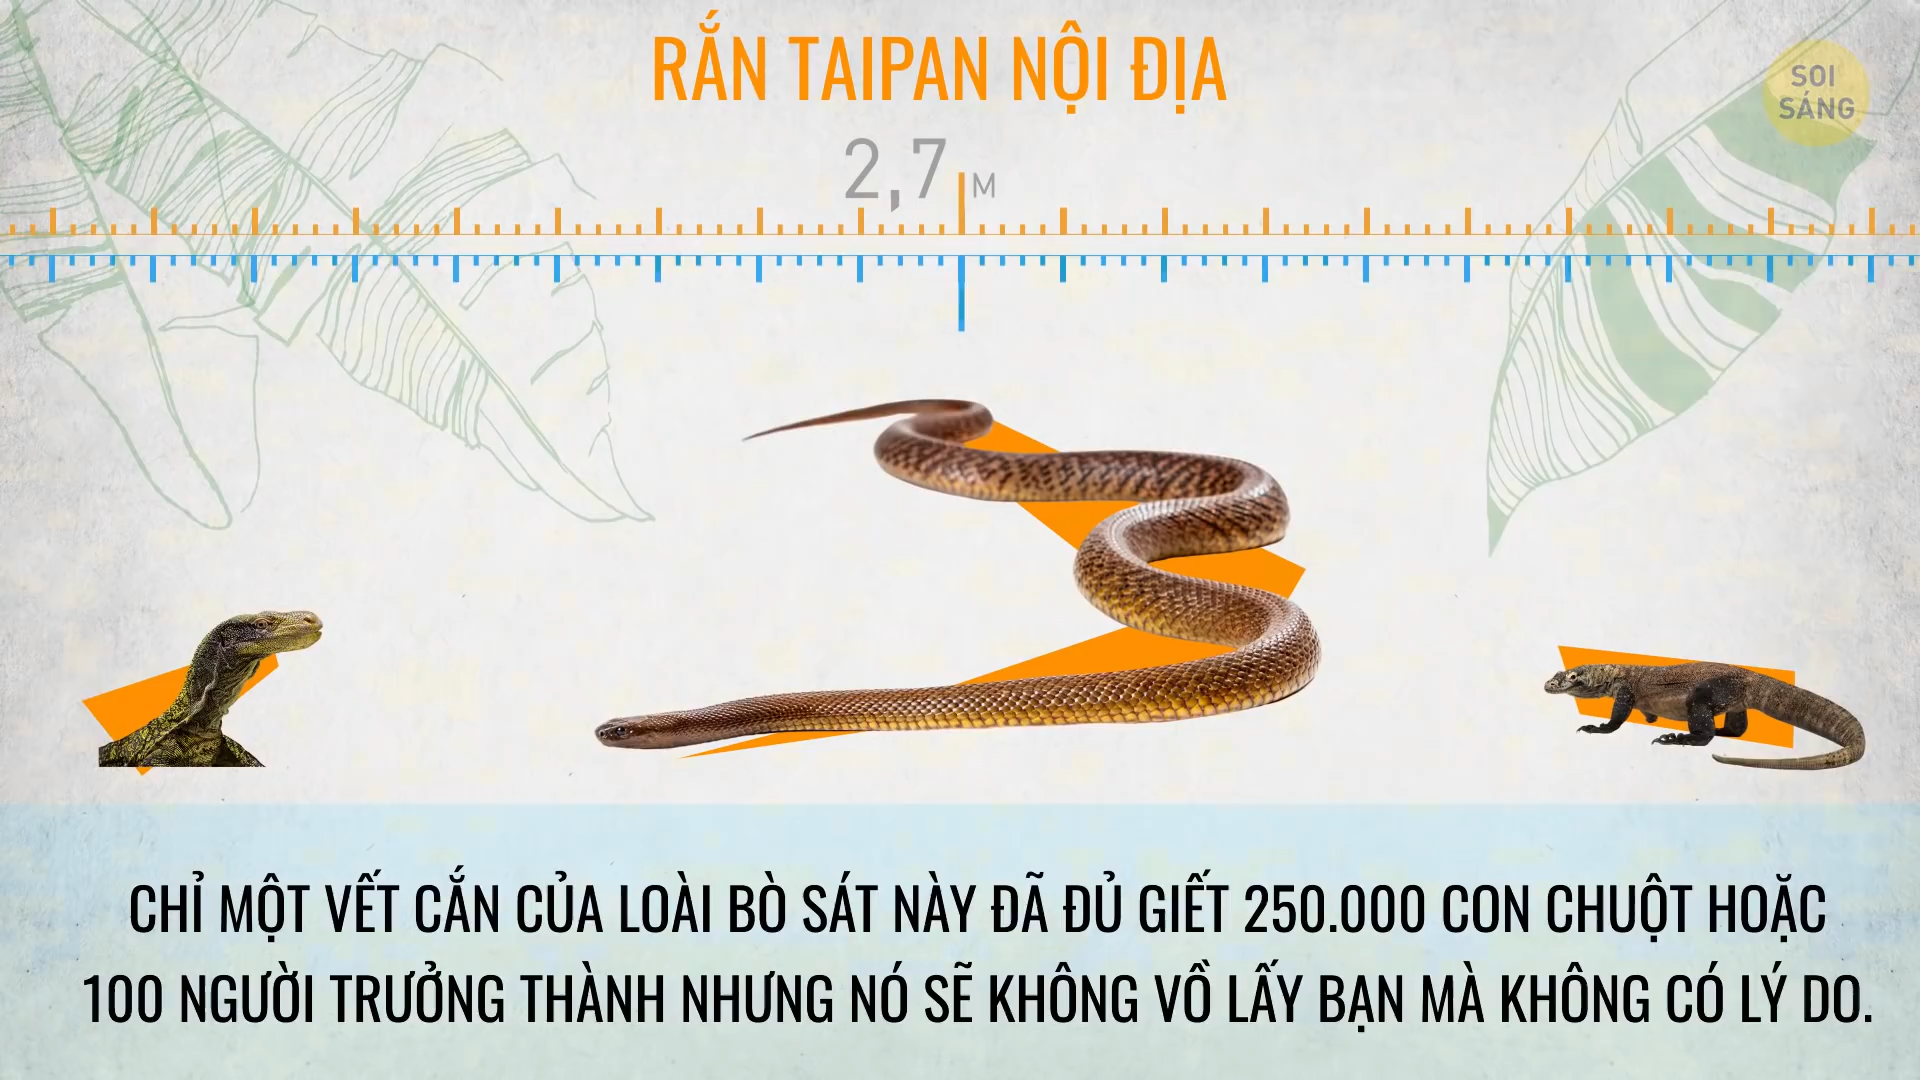 RẮN TAIPAN NỘI ĐỊA
SOI
SÁNG
2,7 M
CHỈ MỘT VẾT CẮN CỦA LOÀI BÒ SÁT NÀY ĐÃ ĐỦ GIẾT 250.000 CON CHUỘT HOẶC
100 NGƯỜI TRƯỞNG THÀNH NHƯNG NÓ SẼ KHÔNG VỒ LẤY BẠN MÀ KHÔNG CÓ LÝ DO.